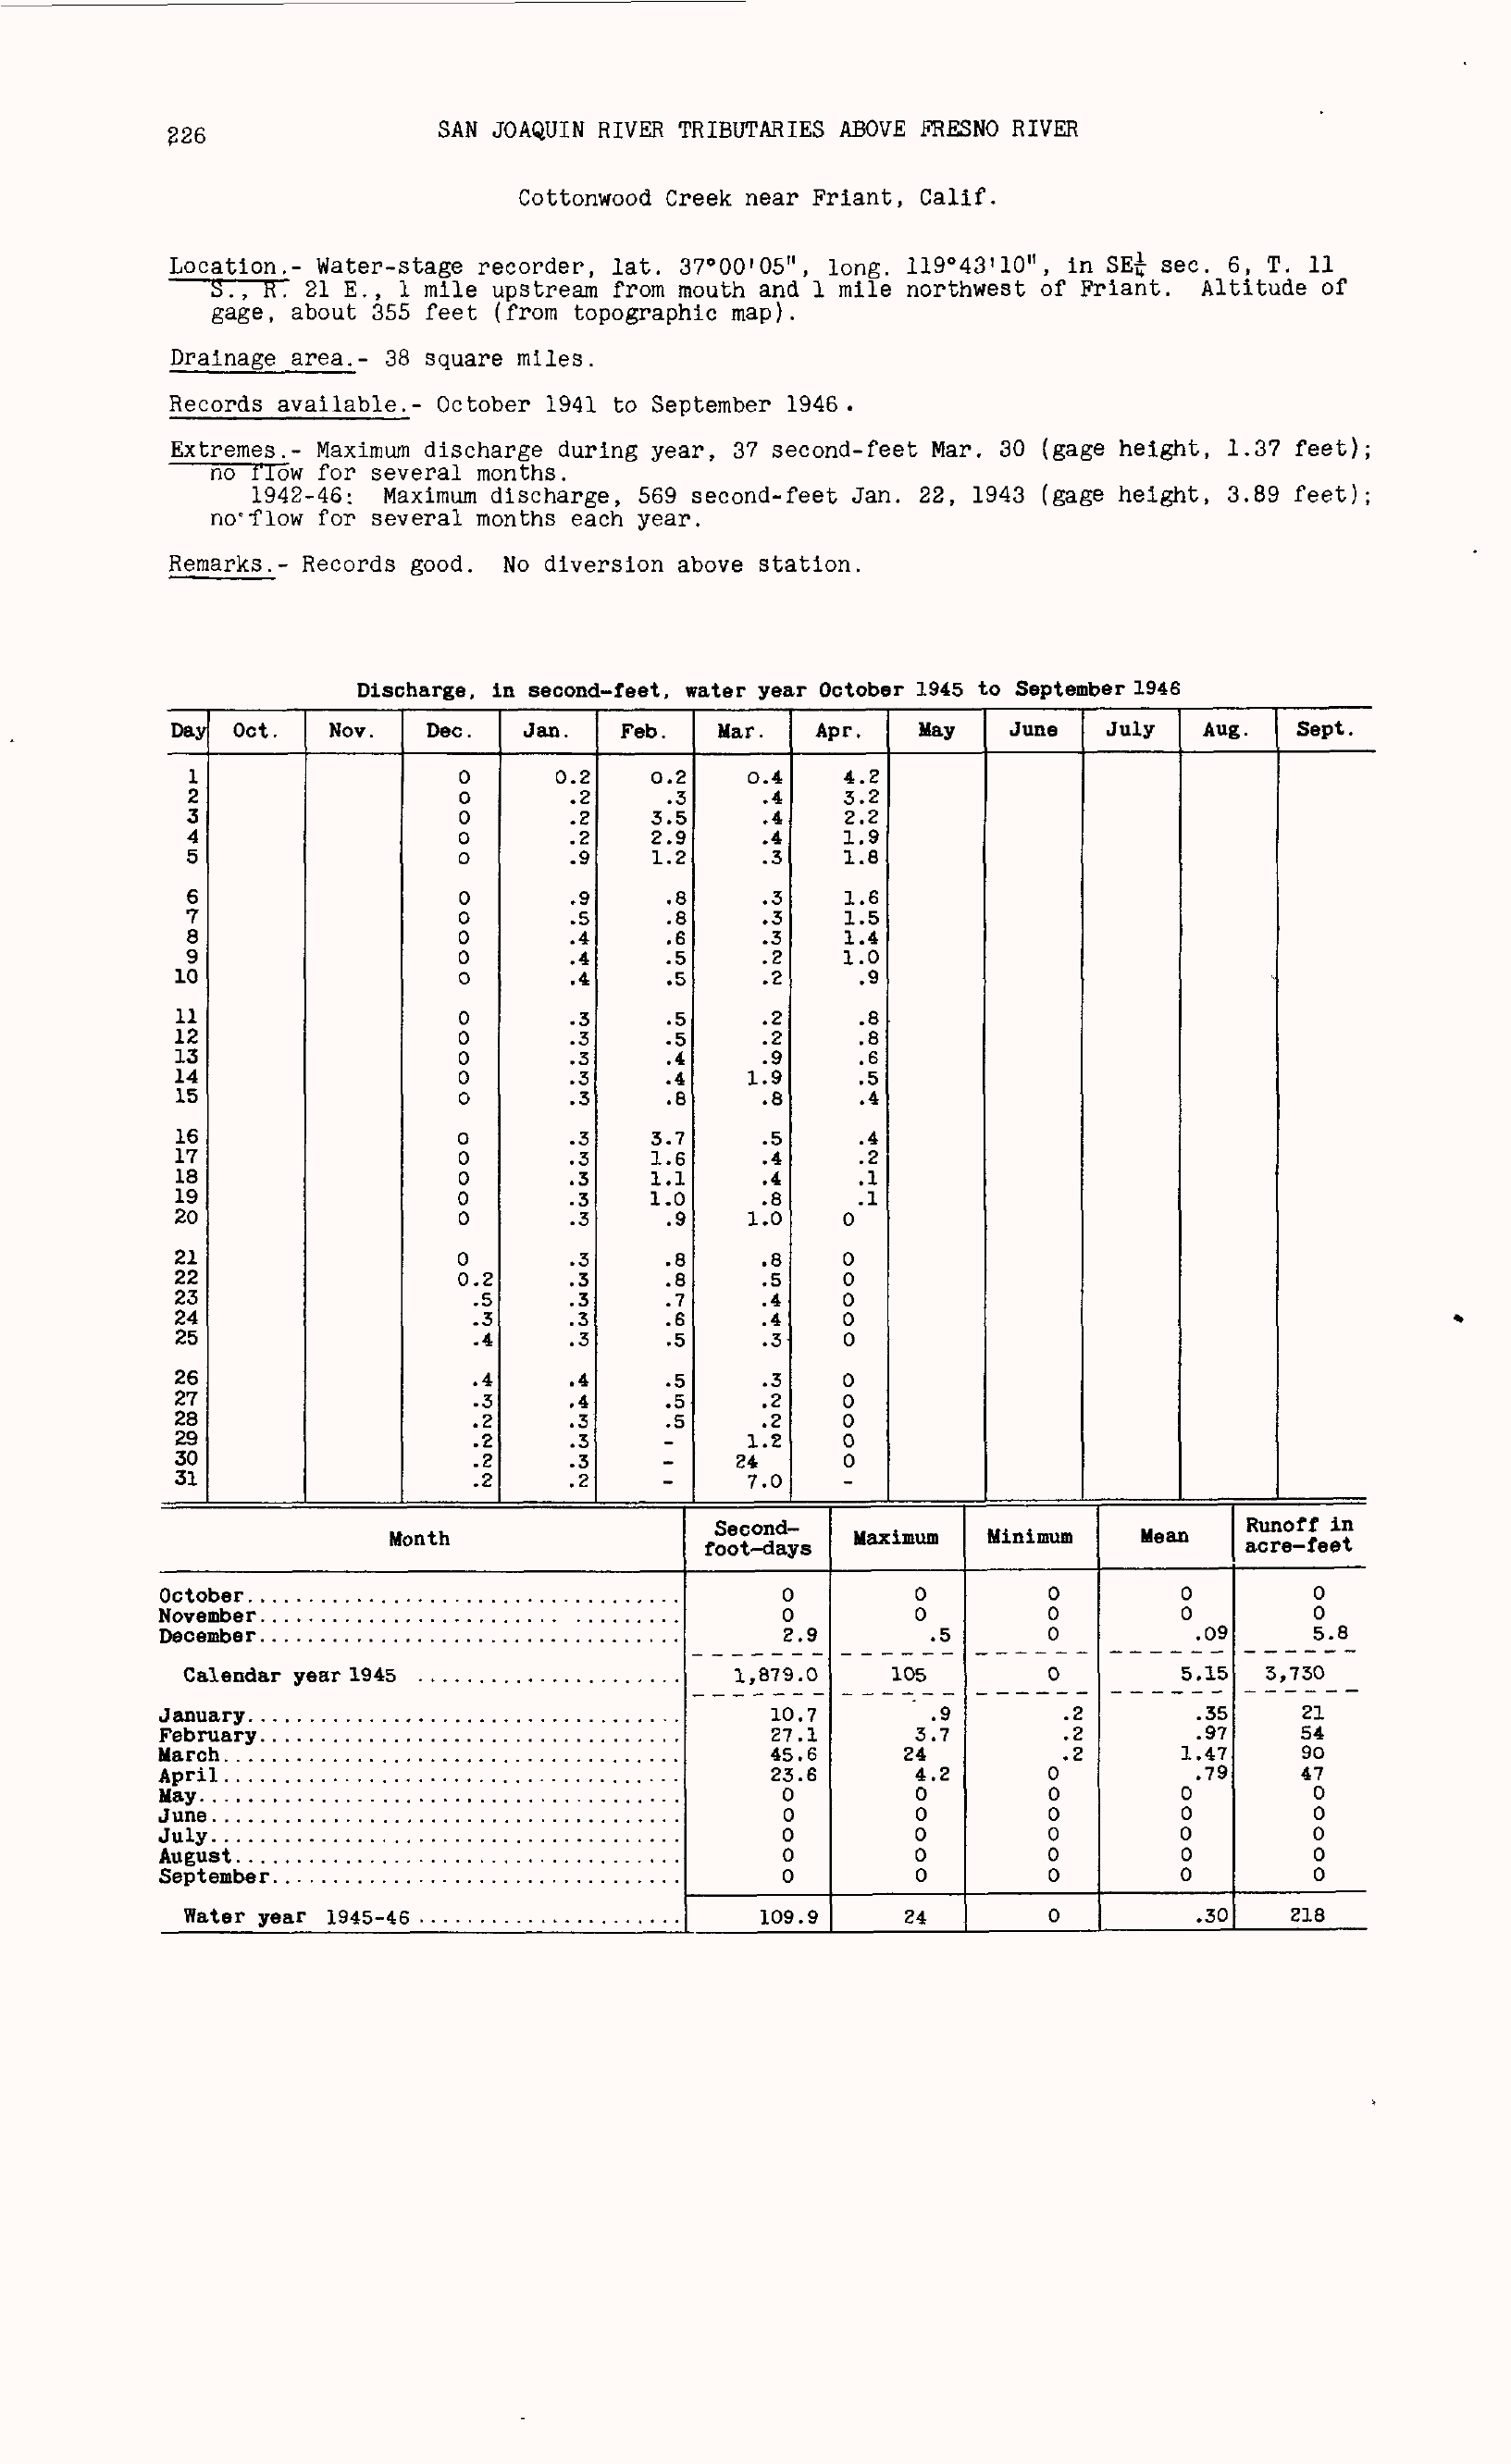 226 SAN JOAQUIN RIVER TRIBUTARIES ABOVE FRESNO RIVER
Cottonwood Creek near Friant, Calif.
Location.- Water-stage recorder, lat. 37°00'05", long. 119°43'10", in SE¼ sec. 6, T. 11
S., R. 21 E., 1 mile upstream from mouth and 1 mile northwest of Friant. Altitude of
gage, about 355 feet (from topographic map).
Drainage area.- 38 square miles.
Records available.- October 1941 to September 1946.
Extremes.- Maximum discharge during year, 37 second-feet Mar. 30 (gage height, 1.37 feet);
no flow for several months.
1942-46: Maximum discharge, 569 second-feet Jan. 22, 1943 (gage height, 3.89 feet);
no flow for several months each year.
Remarks.- Records good. No diversion above station.
Discharge, in second-feet, water year October 1945 to September 1946
Day Oct. Nov. Dec. Jan. Feb. Mar. Apr. May June July Aug. Sept.
1 0 0.2 0.2 0.4 4.2
2 0 .2 .3 .4 3.2
3 0 .2 3.5 .4 2.2
4 0 .2 2.9 .4 1.9
5 0 .9 1.2 .3 1.8
6 0 .9 .8 .3 1.6
7 0 .5 .8 .3 1.5
8 0 .4 .6 .3 1.4
9 0 .4 .5 .2 1.0
10 0 .4 .5 .2 .9
11 0 .3 .5 .2 .8
12 0 .3 .5 .2 .8
13 0 .3 .4 .9 .6
14 0 .3 .4 1.9 .5
15 0 .3 .8 .8 .4
16 0 .3 3.7 .5 .4
17 0 .3 1.6 .4 .2
18 0 .3 1.1 .4 .1
19 0 .3 1.0 .8 .1
20 0 .3 .9 1.0 0
21 0 .3 .8 .8 0
22 0.2 .3 .8 .5 0
23 .5 .3 .7 .4 0
24 .3 .3 .6 .4 0
25 .4 .3 .5 .3 0
26 .4 .4 .5 .3 0
27 .3 .4 .5 .2 0
28 .2 .3 .5 .2 0
29 .2 .3 - 1.2 0
30 .2 .3 - 24 0
31 .2 .2 - 7.0 -
Month Second-foot-days Maximum Minimum Mean Runoff in acre-feet
October 0 0 0 0 0
November 0 0 0 0 0
December 2.9 .5 0 .09 5.8
Calendar year 1945 1,879.0 105 0 5.15 3,730
January 10.7 .9 .2 .35 21
February 27.1 3.7 .2 .97 54
March 45.6 24 .2 1.47 90
April 23.6 4.2 0 .79 47
May 0 0 0 0 0
June 0 0 0 0 0
July 0 0 0 0 0
August 0 0 0 0 0
September 0 0 0 0 0
Water year 1945-46 109.9 24 0 .30 218